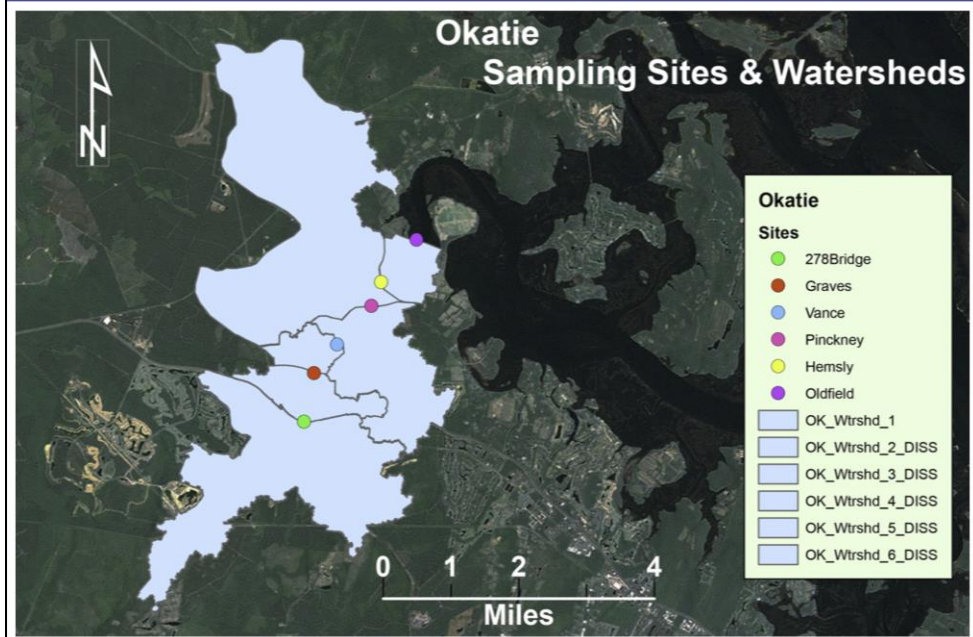 Okatie
Sampling Sites & Watersheds
N
Okatie
Sites
278Bridge
Graves
Vance
Pinckney
Hemsly
Oldfield
OK_Wtrshd_1
OK_Wtrshd_2_DISS
OK_Wtrshd_3_DISS
OK_Wtrshd_4_DISS
OK_Wtrshd_5_DISS
OK_Wtrshd_6_DISS
0 1 2 4
Miles